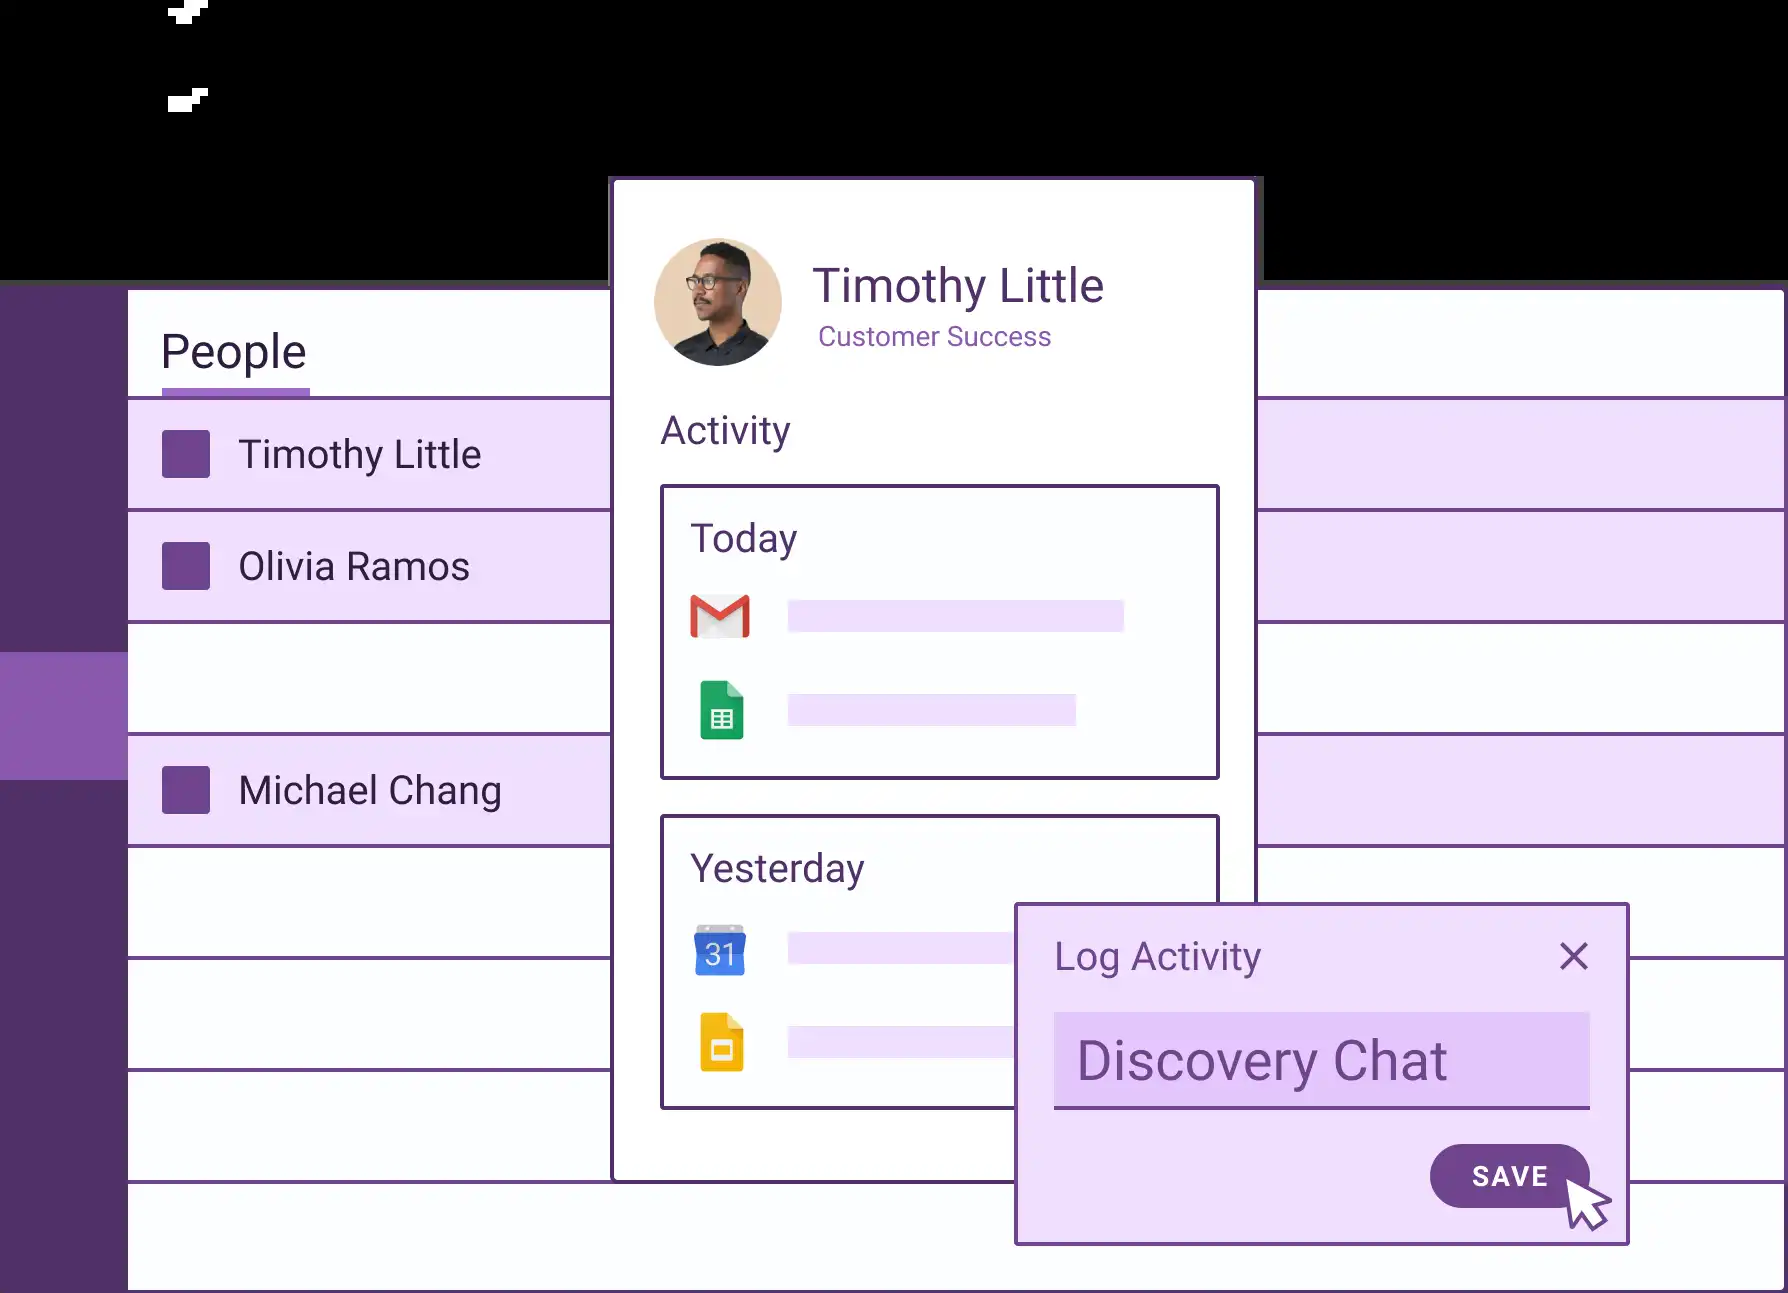 People
Timothy Little
Olivia Ramos
Michael Chang
Timothy Little
Customer Success
Activity
Today
Yesterday
31
Log Activity
Discovery Chat
SAVE